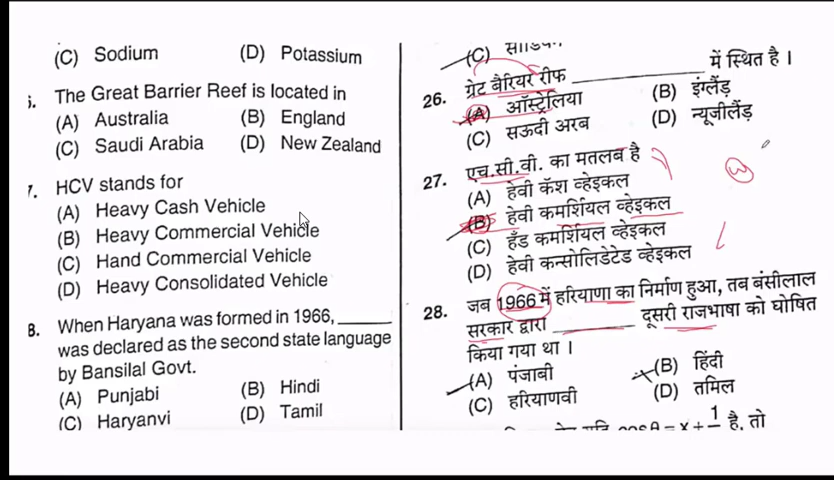 (C) Sodium (D) Potassium
The Great Barrier Reef is located in
(A) Australia (B) England
(C) Saudi Arabia (D) New Zealand
HCV stands for
(A) Heavy Cash Vehicle
(B) Heavy Commercial Vehicle
(C) Hand Commercial Vehicle
(D) Heavy Consolidated Vehicle
When Haryana was formed in 1966, ______
was declared as the second state language
by Bansilal Govt.
(A) Punjabi (B) Hindi
(C) Haryanvi (D) Tamil
(C)
26. ग्रेट बैरियर रीफ ____________ में स्थित है ।
(A) ऑस्ट्रेलिया (B) इंग्लैंड
(C) सऊदी अरब (D) न्यूजीलैंड
27. एच.सी.वी. का मतलब है
(A) हेवी कॅश व्हेइकल
(B) हेवी कमर्शियल व्हेइकल
(C) हँड कमर्शियल व्हेइकल
(D) हेवी कन्सोलिडेटेड व्हेइकल
28. जब 1966 में हरियाणा का निर्माण हुआ, तब बंसीलाल
सरकार द्वारा __________ दूसरी राजभाषा को घोषित
किया गया था ।
(A) पंजाबी (B) हिंदी
(C) हरियाणवी (D) तमिल
cosθ = x + 1 है, तो